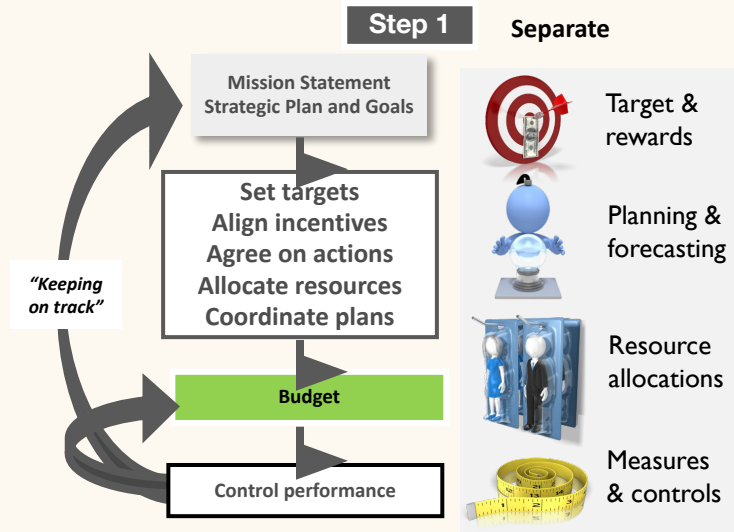 Step 1
Separate
Mission Statement
Strategic Plan and Goals
Set targets
Align incentives
Agree on actions
Allocate resources
Coordinate plans
"Keeping
on track"
Budget
Control performance
Target &
rewards
Planning &
forecasting
Resource
allocations
Measures
& controls